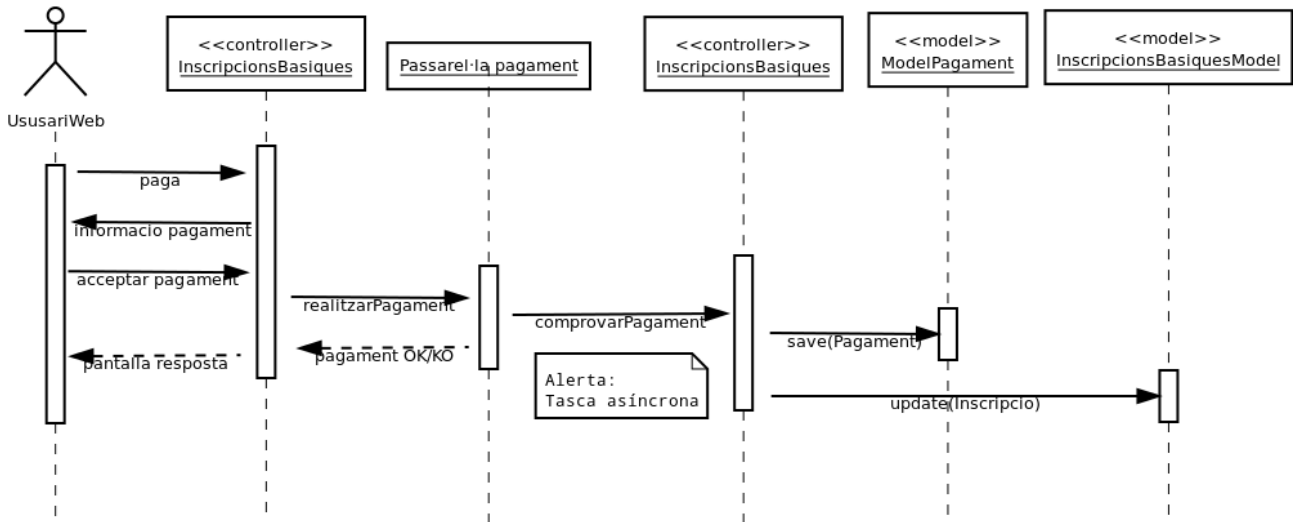 <<controller>>
InscripcionsBasiques
Passarel·la pagament
<<controller>>
InscripcionsBasiques
<<model>>
ModelPagament
<<model>>
InscripcionsBasiquesModel
UsusariWeb
paga
informacio pagament
acceptar pagament
realitzarPagament
comprovarPagament
save(Pagament)
pagament OK/KO
pantalla resposta
Alerta:
Tasca asíncrona
update(Inscripcio)